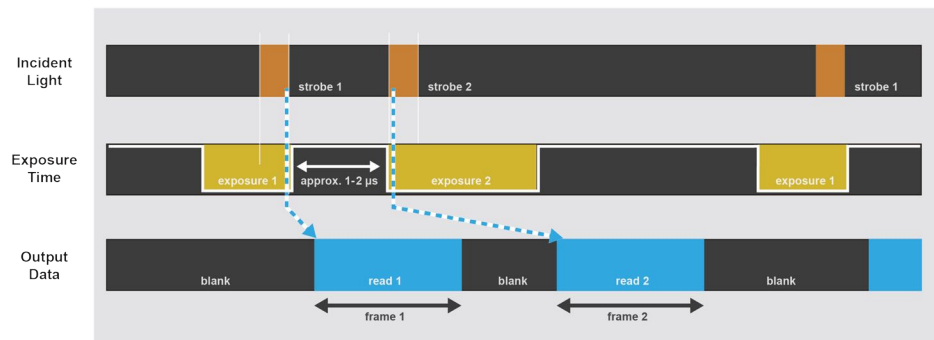 Incident
Light
strobe 1
strobe 2
strobe 1
Exposure
Time
exposure 1
approx. 1-2 µs
exposure 2
exposure 1
Output
Data
blank
read 1
blank
read 2
blank
frame 1
frame 2